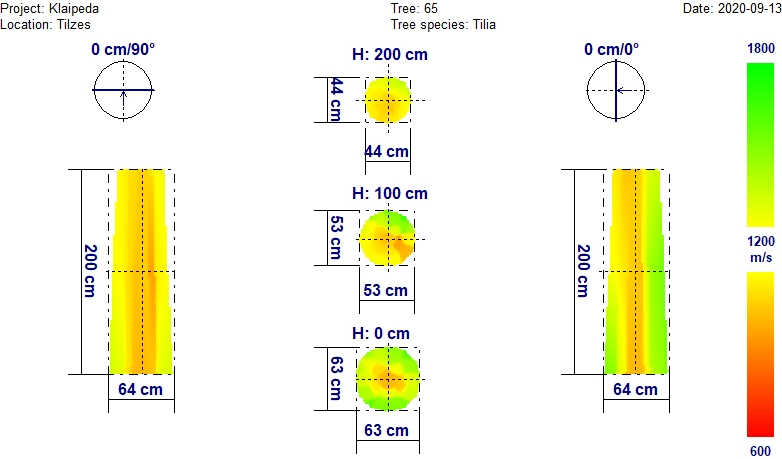 Project: Klaipeda
Tree: 65
Date: 2020-09-13
Location: Tilzes
Tree species: Tilia
0 cm/90°
H: 200 cm
0 cm/0°
1800
44 cm
44 cm
H: 100 cm
53 cm
53 cm
200 cm
200 cm
1200
m/s
H: 0 cm
63 cm
63 cm
64 cm
64 cm
600